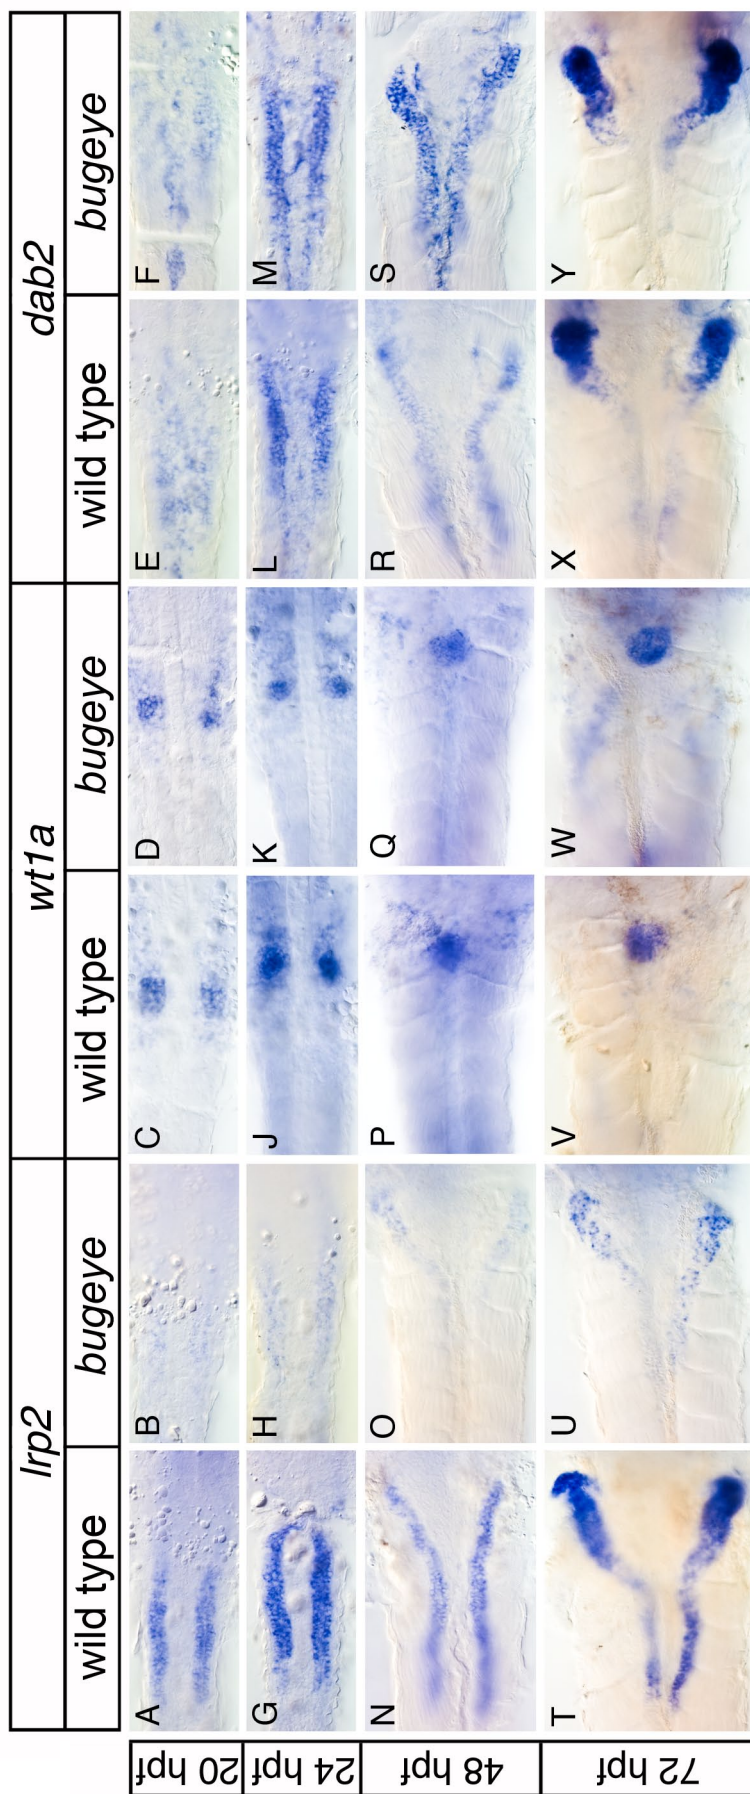 lrp2 wt1a dab2
wild type bugeye wild type bugeye wild type bugeye
20 hpf A B C D E F
24 hpf G H J K L M
48 hpf N O P Q R S
72 hpf T U V W X Y